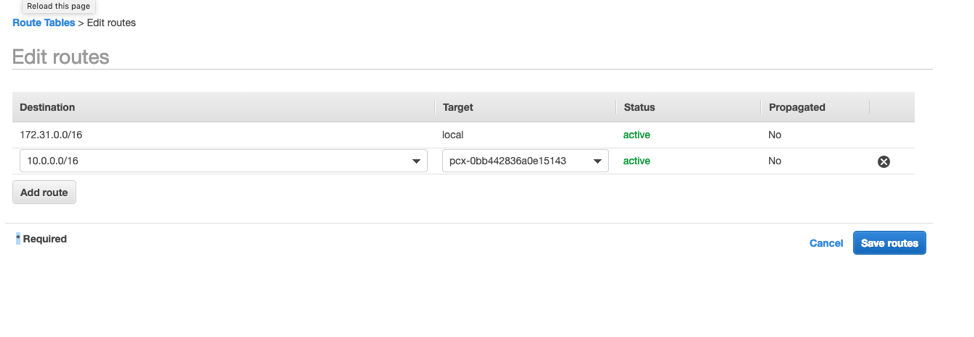 Reload this page
Route Tables > Edit routes
Edit routes
Destination Target Status Propagated
172.31.0.0/16 local active No
10.0.0.0/16 pcx-0bb442836a0e15143 active No
Add route
* Required
Cancel Save routes